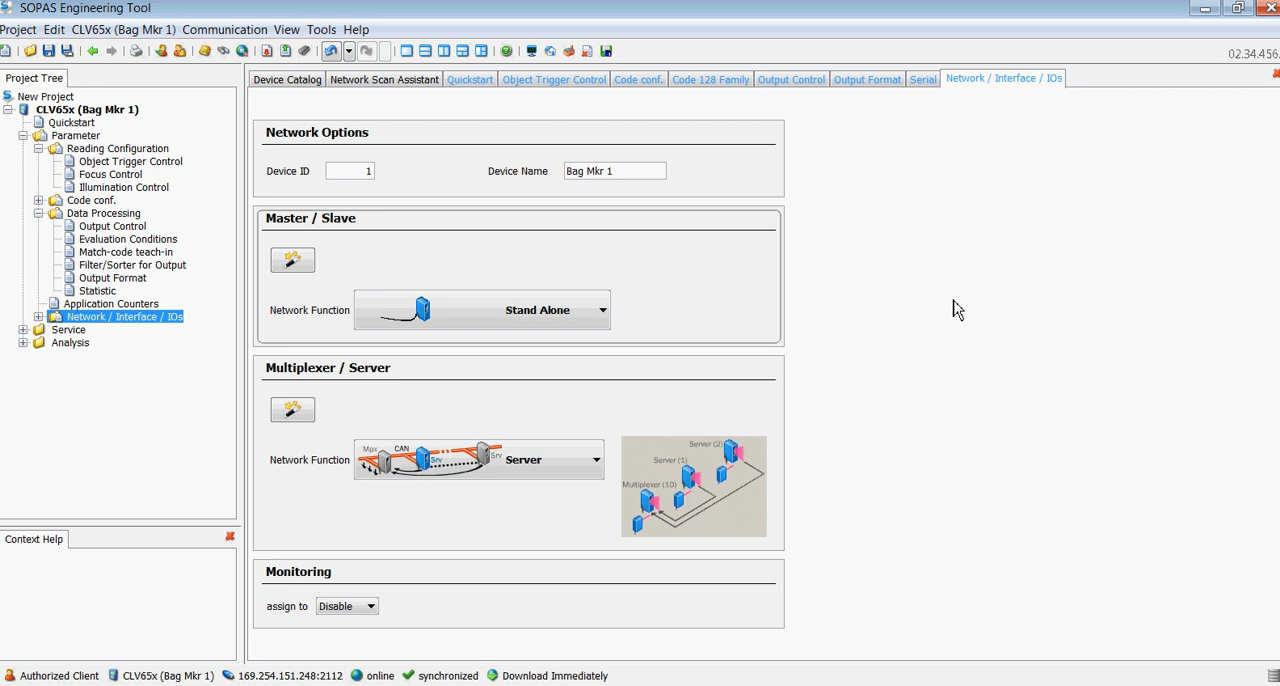 SOPAS Engineering Tool
Project Edit CLV65x (Bag Mkr 1) Communication View Tools Help
02.34.456.
Project Tree
New Project
CLV65x (Bag Mkr 1)
Quickstart
Parameter
Reading Configuration
Object Trigger Control
Focus Control
Illumination Control
Code conf.
Data Processing
Output Control
Evaluation Conditions
Match-code teach-in
Filter/Sorter for Output
Output Format
Statistic
Application Counters
Network / Interface / IOs
Service
Analysis
Context Help
Device Catalog Network Scan Assistant Quickstart Object Trigger Control Code conf. Code 128 Family Output Control Output Format Serial Network / Interface / IOs
Network Options
Device ID 1 Device Name Bag Mkr 1
Master / Slave
Network Function Stand Alone
Multiplexer / Server
Network Function Mpx CAN Srv Srv Server
Server (2)
Server (1)
Multiplexer (10)
Monitoring
assign to Disable
Authorized Client CLV65x (Bag Mkr 1) 169.254.151.248:2112 online synchronized Download Immediately